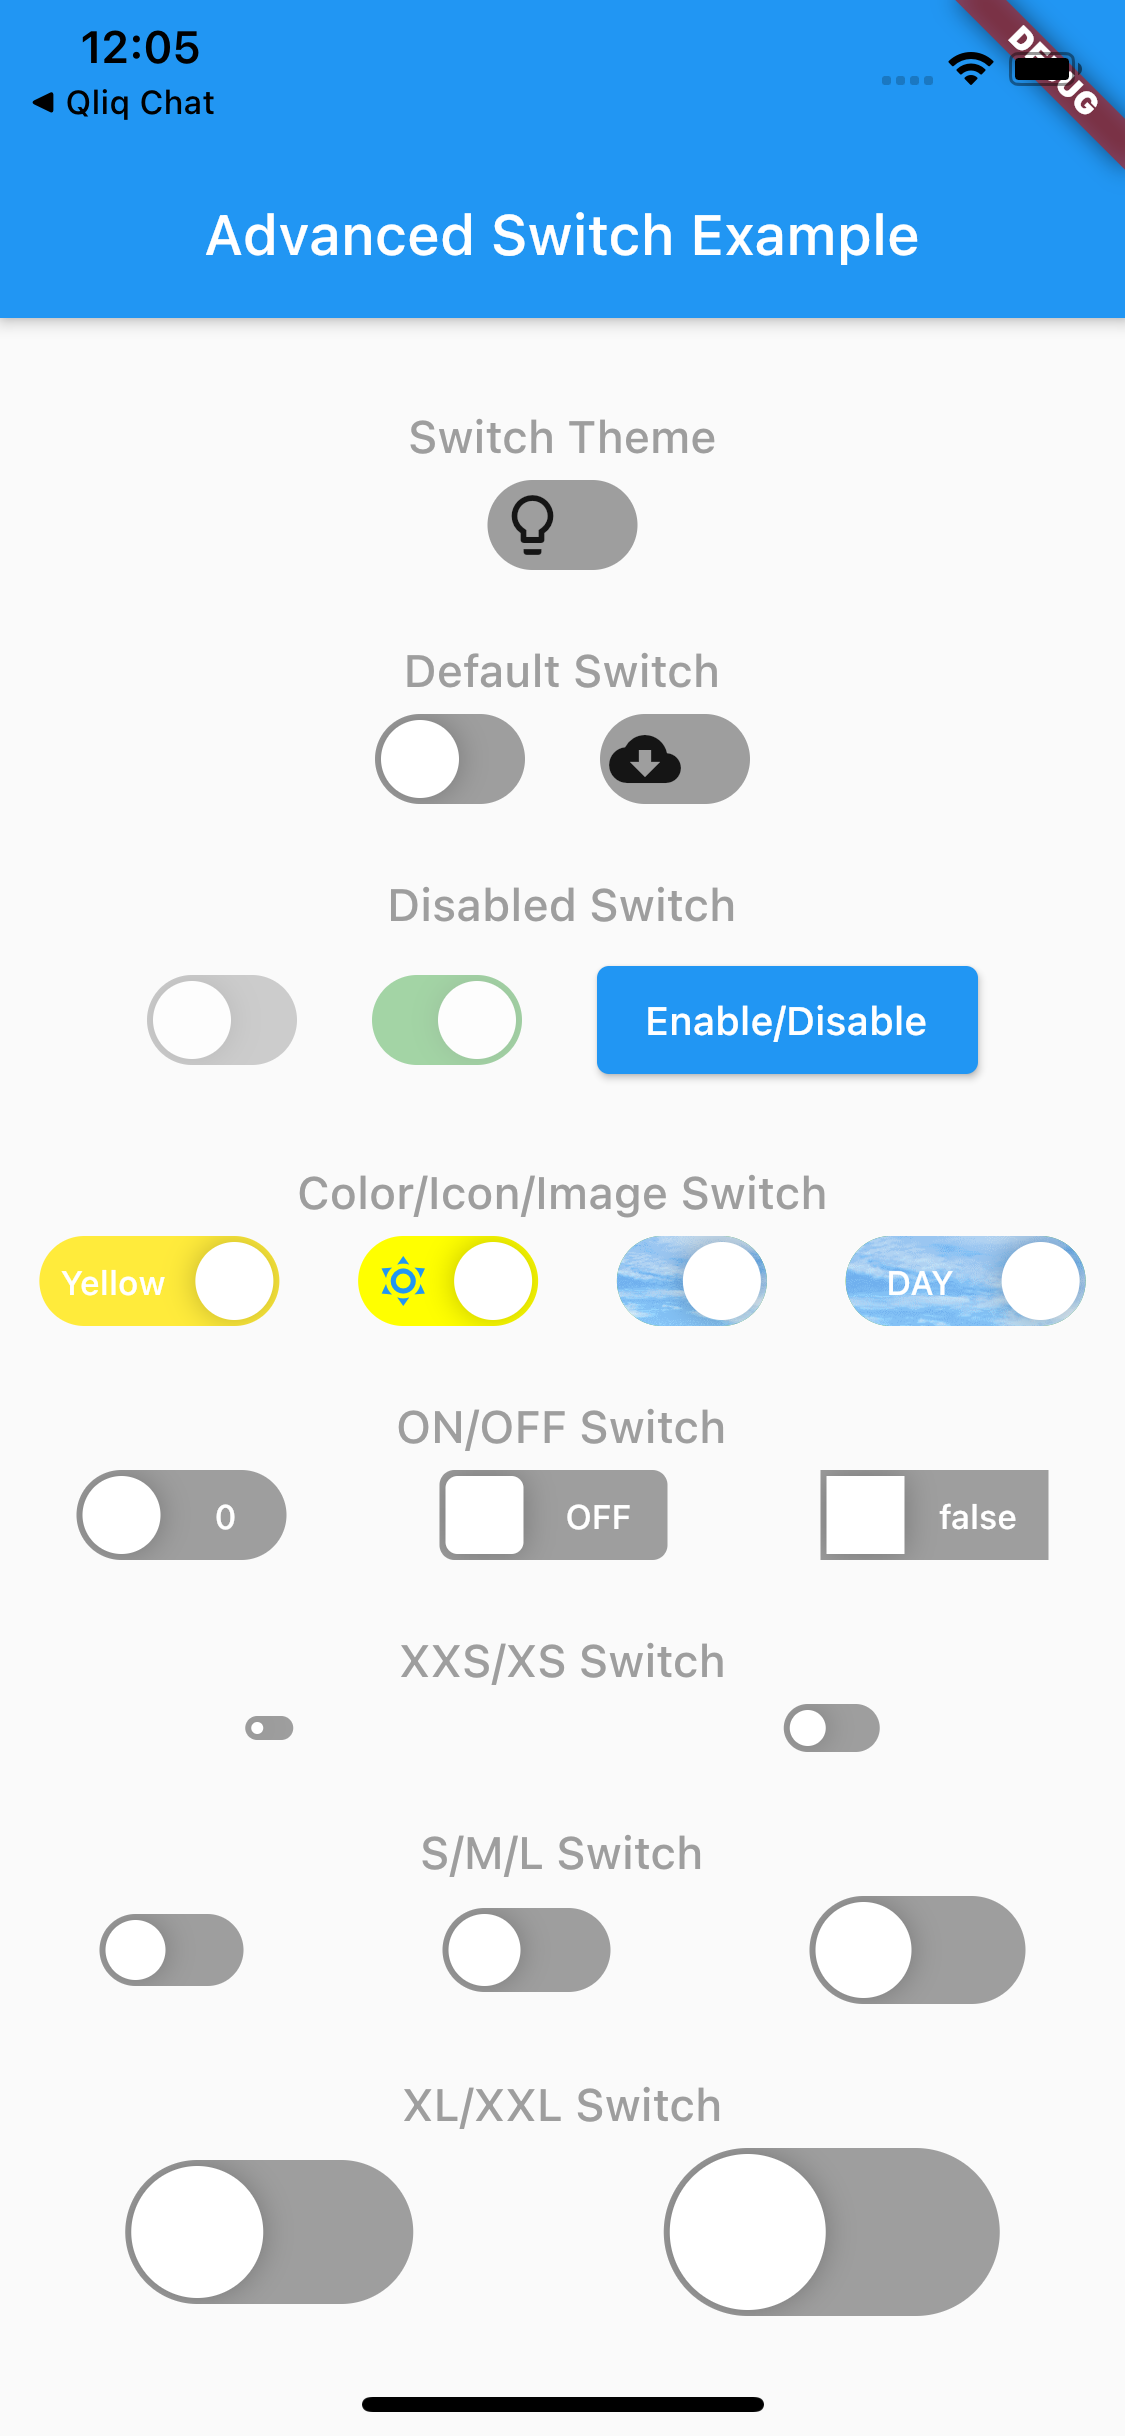 12:05
◀ Qliq Chat
DEBUG
Advanced Switch Example
Switch Theme
Default Switch
Disabled Switch
Enable/Disable
Color/Icon/Image Switch
Yellow
DAY
ON/OFF Switch
0
OFF
false
XXS/XS Switch
S/M/L Switch
XL/XXL Switch